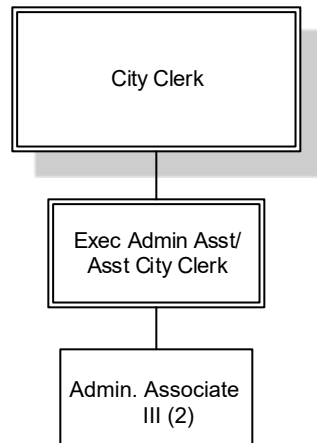 City Clerk
Exec Admin Asst/
Asst City Clerk
Admin. Associate
III (2)